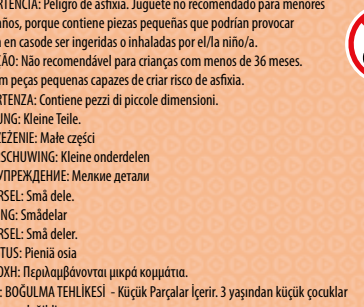 RTENCIA: Peligro de asfixia. Juguete no recomendado para menores
años, porque contiene piezas pequeñas que podrían provocar
en casode ser ingeridas o inhaladas por el/la niño/a.
ÇÃO: Não recomendável para crianças com menos de 36 meses.
m peças pequenas capazes de criar risco de asfixia.
RTENZA: Contiene pezzi di piccole dimensioni.
UNG: Kleine Teile.
ZEŻENIE: Małe części
SCHUWING: Kleine onderdelen
УПРЕЖДЕНИЕ: Мелкие детали
RSEL: Små dele.
NG: Smådelar
RSEL: Små deler.
TUS: Pieniä osia
ΟΧΗ: Περιλαμβάνονται μικρά κομμάτια.
: BOĞULMA TEHLİKESİ - Küçük Parçalar İçerir. 3 yaşından küçük çocuklar